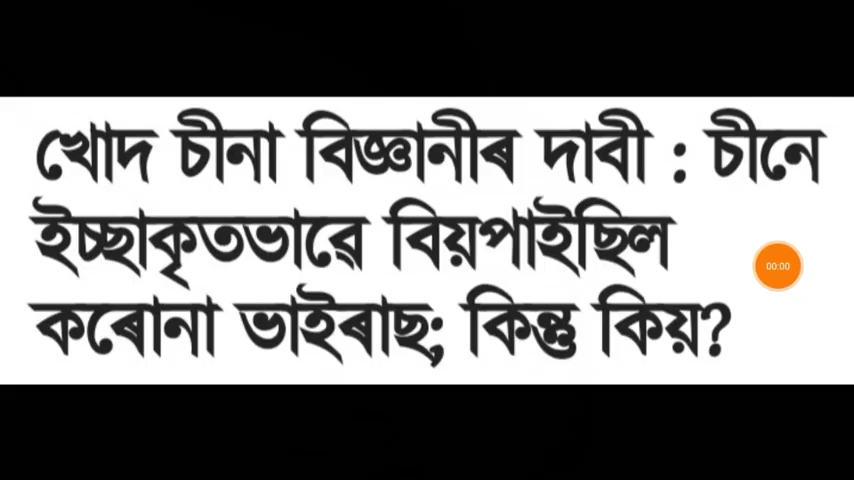 খোদ চীনা বিজ্ঞানীৰ দাবী : চীনে
ইচ্ছাকৃতভাৱে বিয়পাইছিল
কৰোনা ভাইৰাছ; কিন্তু কিয়?
00:00